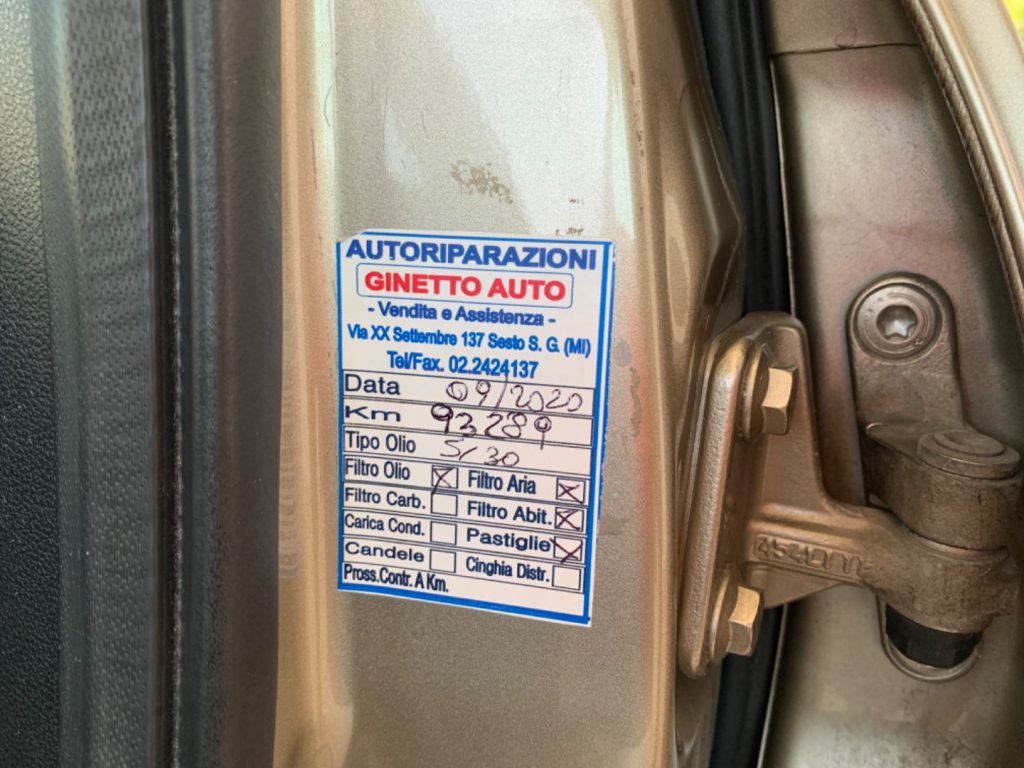 AUTORIPARAZIONI
GINETTO AUTO
- Vendita e Assistenza -
Via XX Settembre 137 Sesto S. G. (MI)
Tel/Fax. 02.2424137
Data 09/2020
Km 93289
Tipo Olio 5/30
Filtro Olio X Filtro Aria X
Filtro Carb. Filtro Abit. X
Carica Cond. Pastiglie X
Candele Cinghia Distr.
Pross.Contr. A Km.